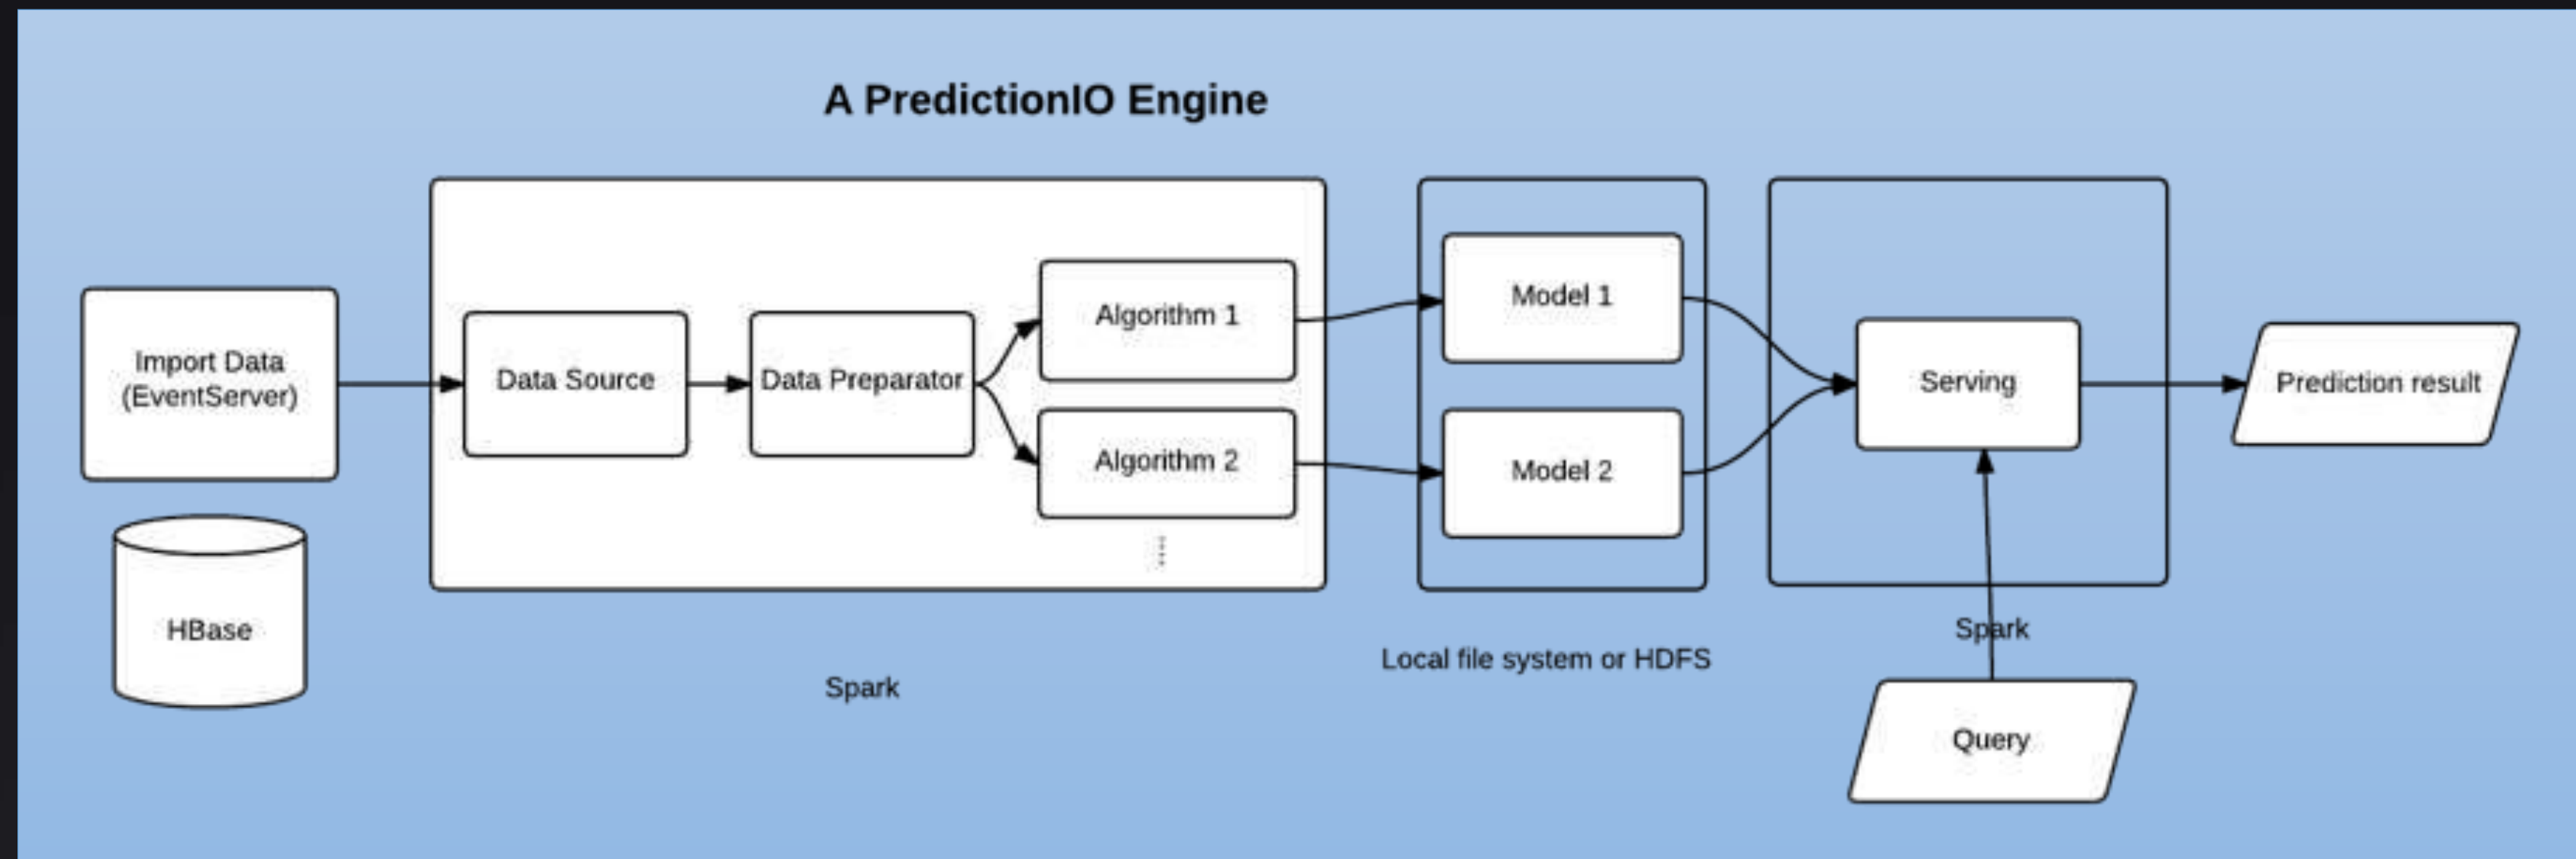 A PredictionIO Engine
Import Data
(EventServer)
HBase
Data Source
Data Preparator
Algorithm 1
Algorithm 2
Spark
Model 1
Model 2
Local file system or HDFS
Serving
Spark
Query
Prediction result